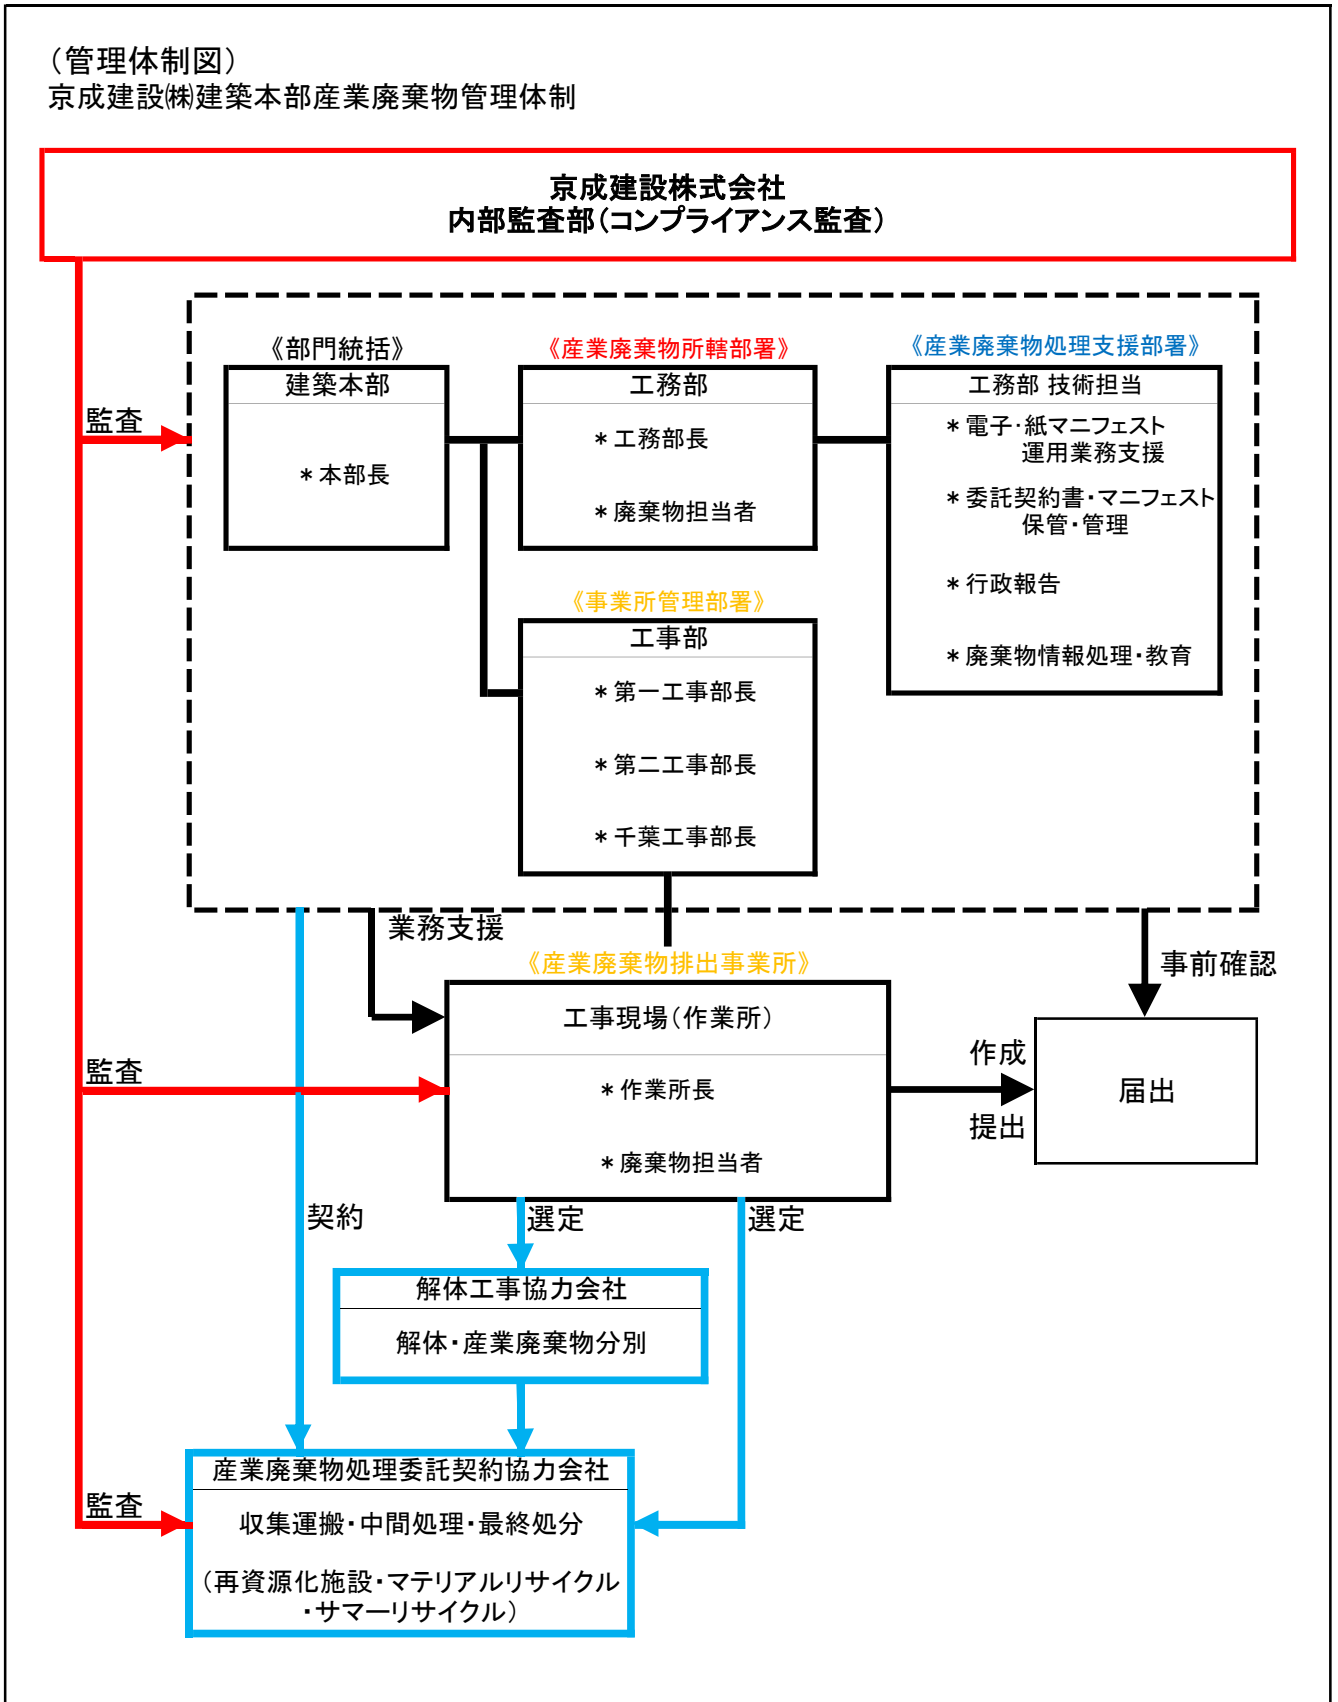 （管理体制図）
京成建設㈱建築本部産業廃棄物管理体制
京成建設株式会社
内部監査部（コンプライアンス監査）
《部門統括》
建築本部
＊本部長
《産業廃棄物所轄部署》
工務部
＊工務部長
＊廃棄物担当者
《産業廃棄物処理支援部署》
工務部 技術担当
＊電子・紙マニフェスト
運用業務支援
＊委託契約書・マニフェスト
保管・管理
＊行政報告
＊廃棄物情報処理・教育
監査
《事業所管理部署》
工事部
＊第一工事部長
＊第二工事部長
＊千葉工事部長
業務支援
事前確認
《産業廃棄物排出事業所》
工事現場（作業所）
＊作業所長
＊廃棄物担当者
監査
作成
提出
届出
契約
選定
選定
解体工事協力会社
解体・産業廃棄物分別
監査
産業廃棄物処理委託契約協力会社
収集運搬・中間処理・最終処分
（再資源化施設・マテリアルリサイクル
・サマーリサイクル）